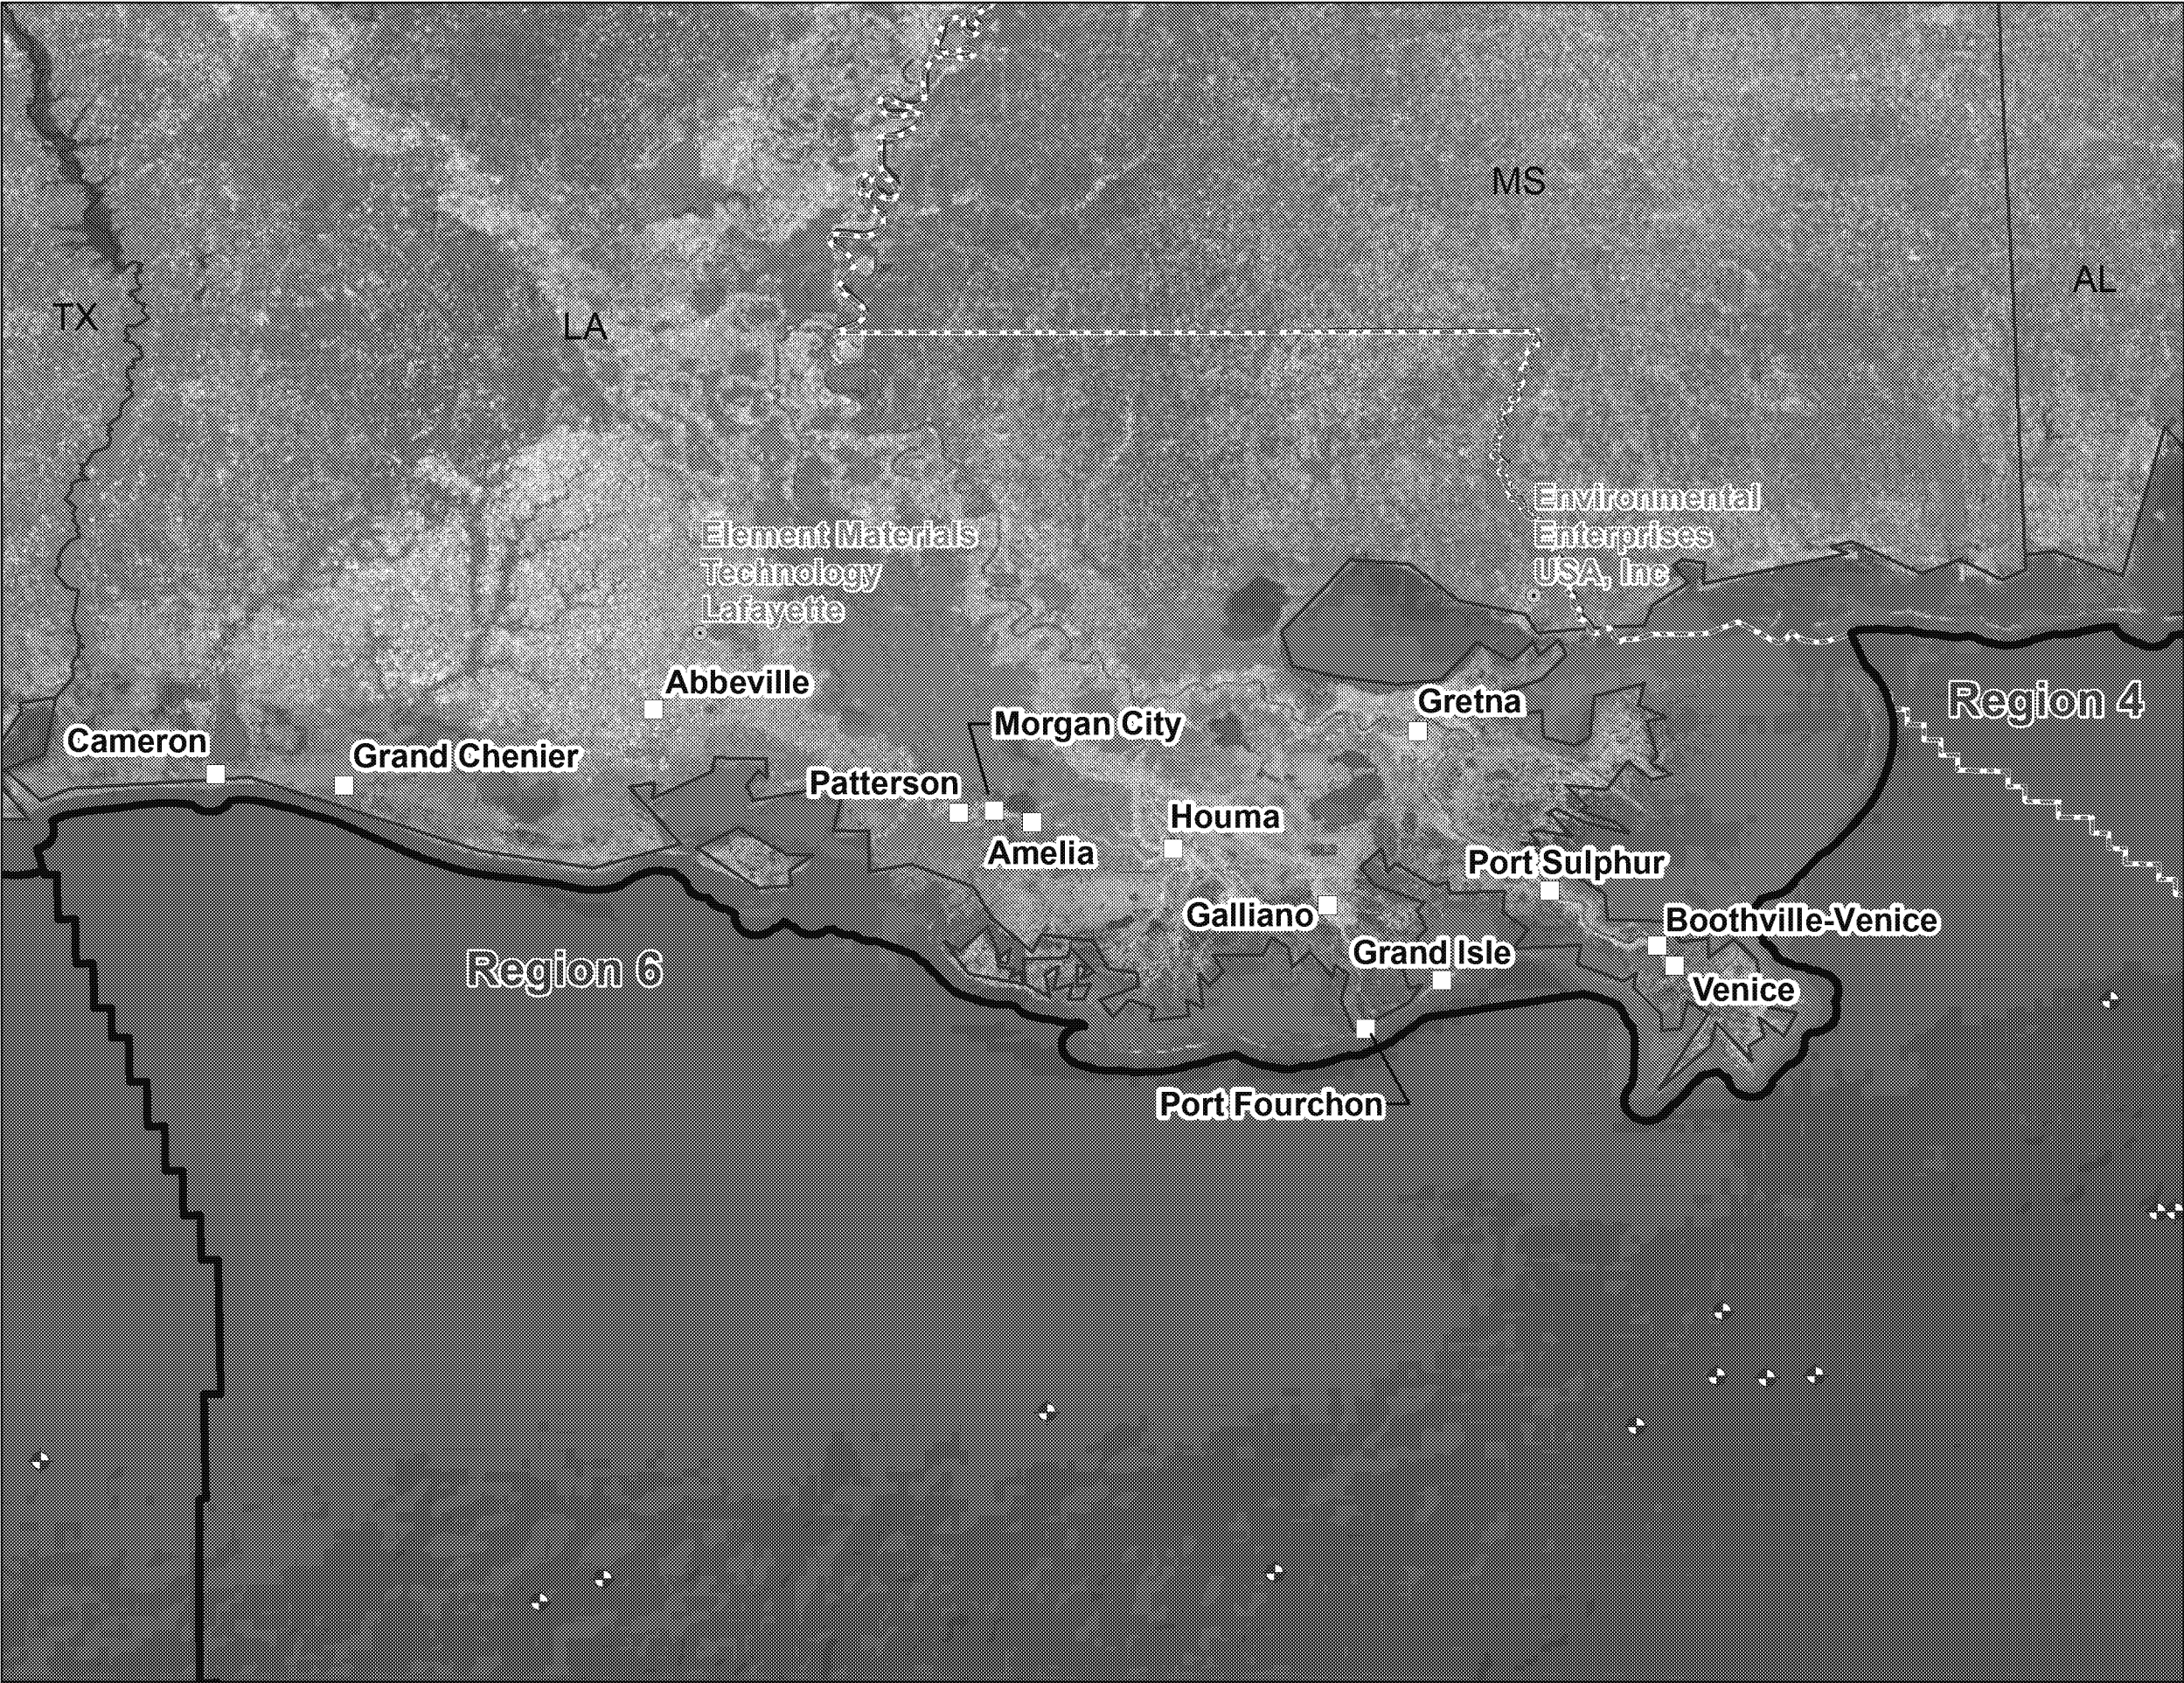 MS
AL
TX
LA
Environmental
Enterprises
USA, Inc
Element Materials
Technology
Lafayette
Abbeville
Region 4
Gretna
Morgan City
Cameron
Grand Chenier
Patterson
Houma
Amelia
Port Sulphur
Galliano
Boothville-Venice
Grand Isle
Region 6
Venice
Port Fourchon